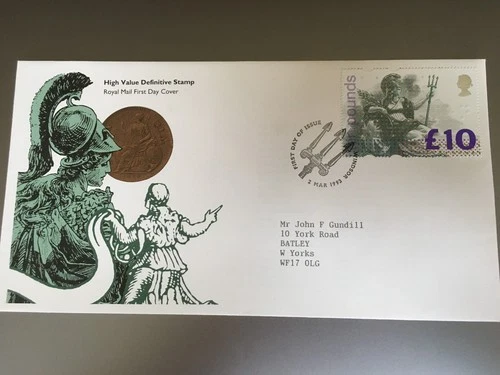 High Value Definitive Stamp
Royal Mail First Day Cover
pounds
£10
FIRST DAY OF ISSUE
2 MAR 1993
WINDSOR
Mr John F Gundill
10 York Road
BATLEY
W Yorks
WF17 0LG